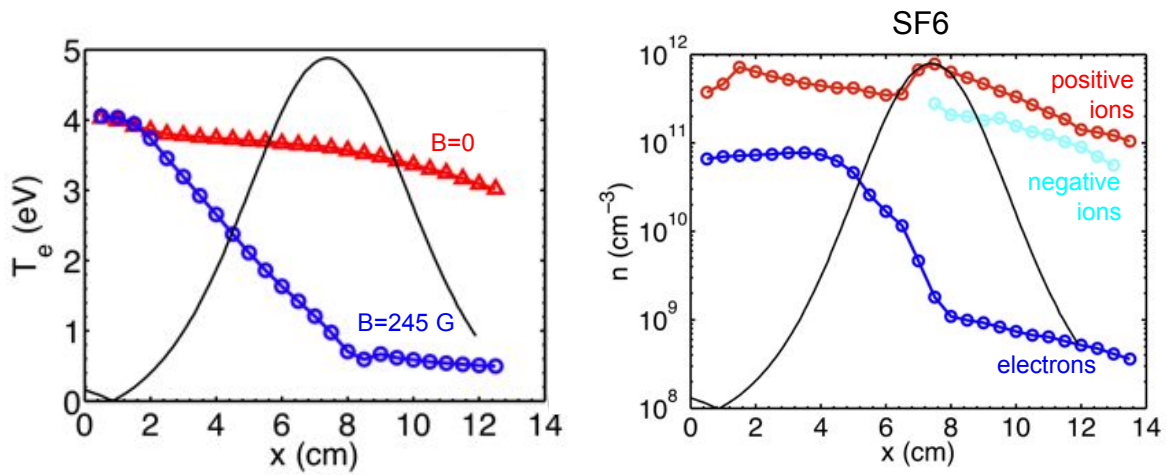 5
4
3
2
1
0
T_e (eV)
B=0
B=245 G
0 2 4 6 8 10 12 14
x (cm)
SF6
10^12
10^11
10^10
10^9
10^8
n (cm^−3)
positive
ions
negative
ions
electrons
0 2 4 6 8 10 12 14
x (cm)